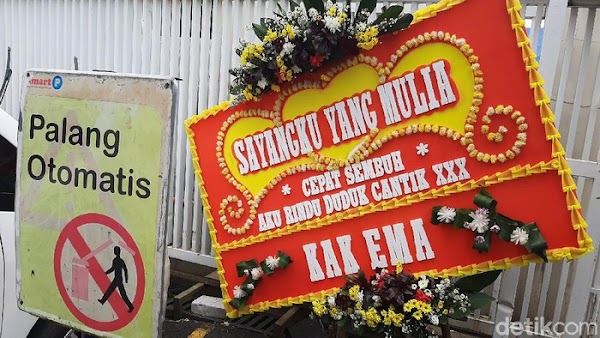 smart P
Palang
Otomatis
SAYANGKU YANG MULIA
* CEPAT SEMBUH *
AKU RINDU DUDUK CANTIK XXX
KAK EMA
detikcom